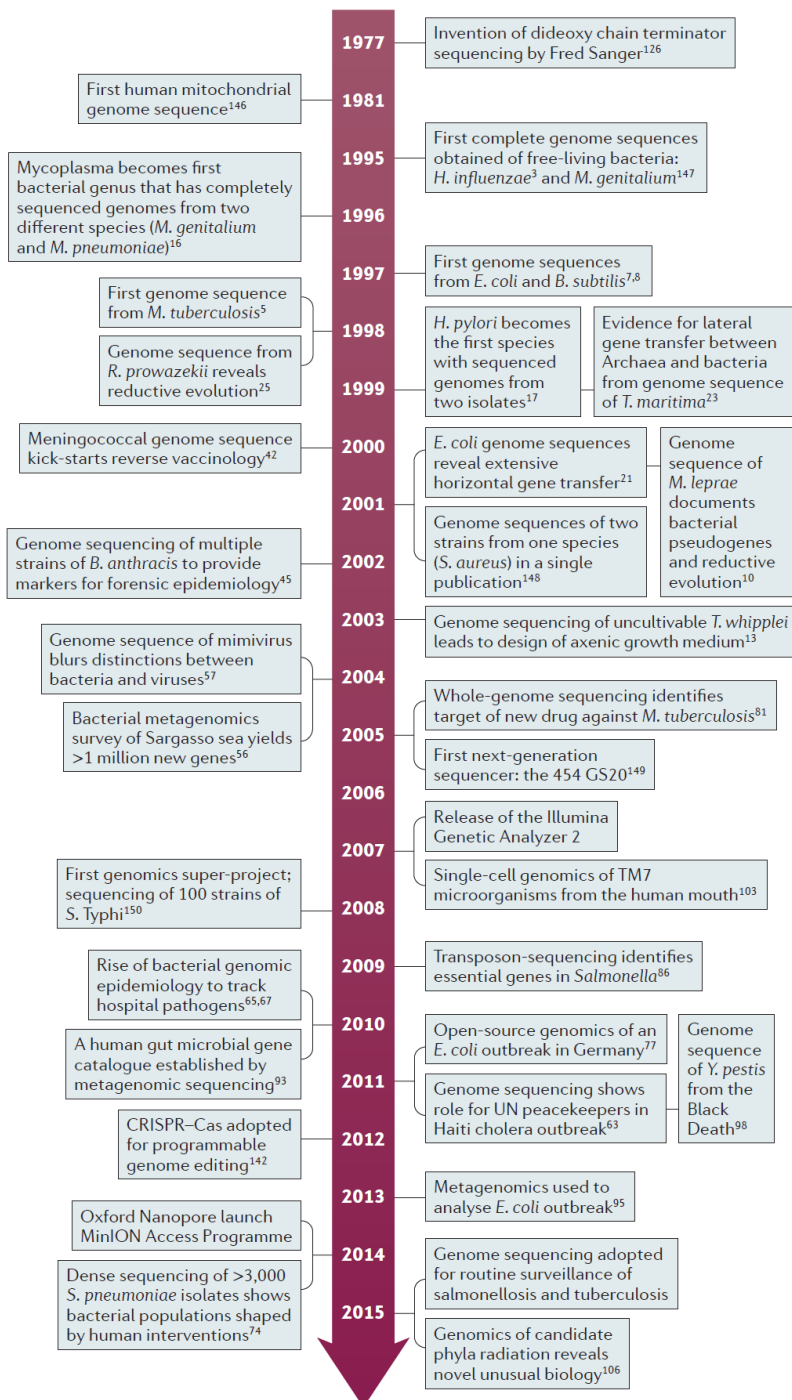 1977
Invention of dideoxy chain terminator
sequencing by Fred Sanger126
First human mitochondrial
genome sequence146
1981
1995
First complete genome sequences
obtained of free-living bacteria:
H. influenzae3 and M. genitalium147
Mycoplasma becomes first
bacterial genus that has completely
sequenced genomes from two
different species (M. genitalium
and M. pneumoniae)16
1996
1997
First genome sequences
from E. coli and B. subtilis7,8
First genome sequence
from M. tuberculosis5
Genome sequence from
R. prowazekii reveals
reductive evolution25
1998
1999
H. pylori becomes
the first species
with sequenced
genomes from
two isolates17
Evidence for lateral
gene transfer between
Archaea and bacteria
from genome sequence
of T. maritima23
Meningococcal genome sequence
kick-starts reverse vaccinology42
2000
2001
E. coli genome sequences
reveal extensive
horizontal gene transfer21
Genome sequences of two
strains from one species
(S. aureus) in a single
publication148
Genome
sequence of
M. leprae
documents
bacterial
pseudogenes
and reductive
evolution10
Genome sequencing of multiple
strains of B. anthracis to provide
markers for forensic epidemiology45
2002
2003
Genome sequencing of uncultivable T. whipplei
leads to design of axenic growth medium13
Genome sequence of mimivirus
blurs distinctions between
bacteria and viruses57
Bacterial metagenomics
survey of Sargasso sea yields
>1 million new genes56
2004
2005
Whole-genome sequencing identifies
target of new drug against M. tuberculosis81
First next-generation
sequencer: the 454 GS20149
2006
2007
Release of the Illumina
Genetic Analyzer 2
Single-cell genomics of TM7
microorganisms from the human mouth103
First genomics super-project;
sequencing of 100 strains of
S. Typhi150
2008
2009
Transposon-sequencing identifies
essential genes in Salmonella86
Rise of bacterial genomic
epidemiology to track
hospital pathogens65,67
A human gut microbial gene
catalogue established by
metagenomic sequencing93
2010
2011
Open-source genomics of an
E. coli outbreak in Germany77
Genome sequencing shows
role for UN peacekeepers in
Haiti cholera outbreak63
Genome
sequence
of Y. pestis
from the
Black
Death98
CRISPR–Cas adopted
for programmable
genome editing142
2012
2013
Metagenomics used to
analyse E. coli outbreak95
Oxford Nanopore launch
MinION Access Programme
Dense sequencing of >3,000
S. pneumoniae isolates shows
bacterial populations shaped
by human interventions74
2014
2015
Genome sequencing adopted
for routine surveillance of
salmonellosis and tuberculosis
Genomics of candidate
phyla radiation reveals
novel unusual biology106